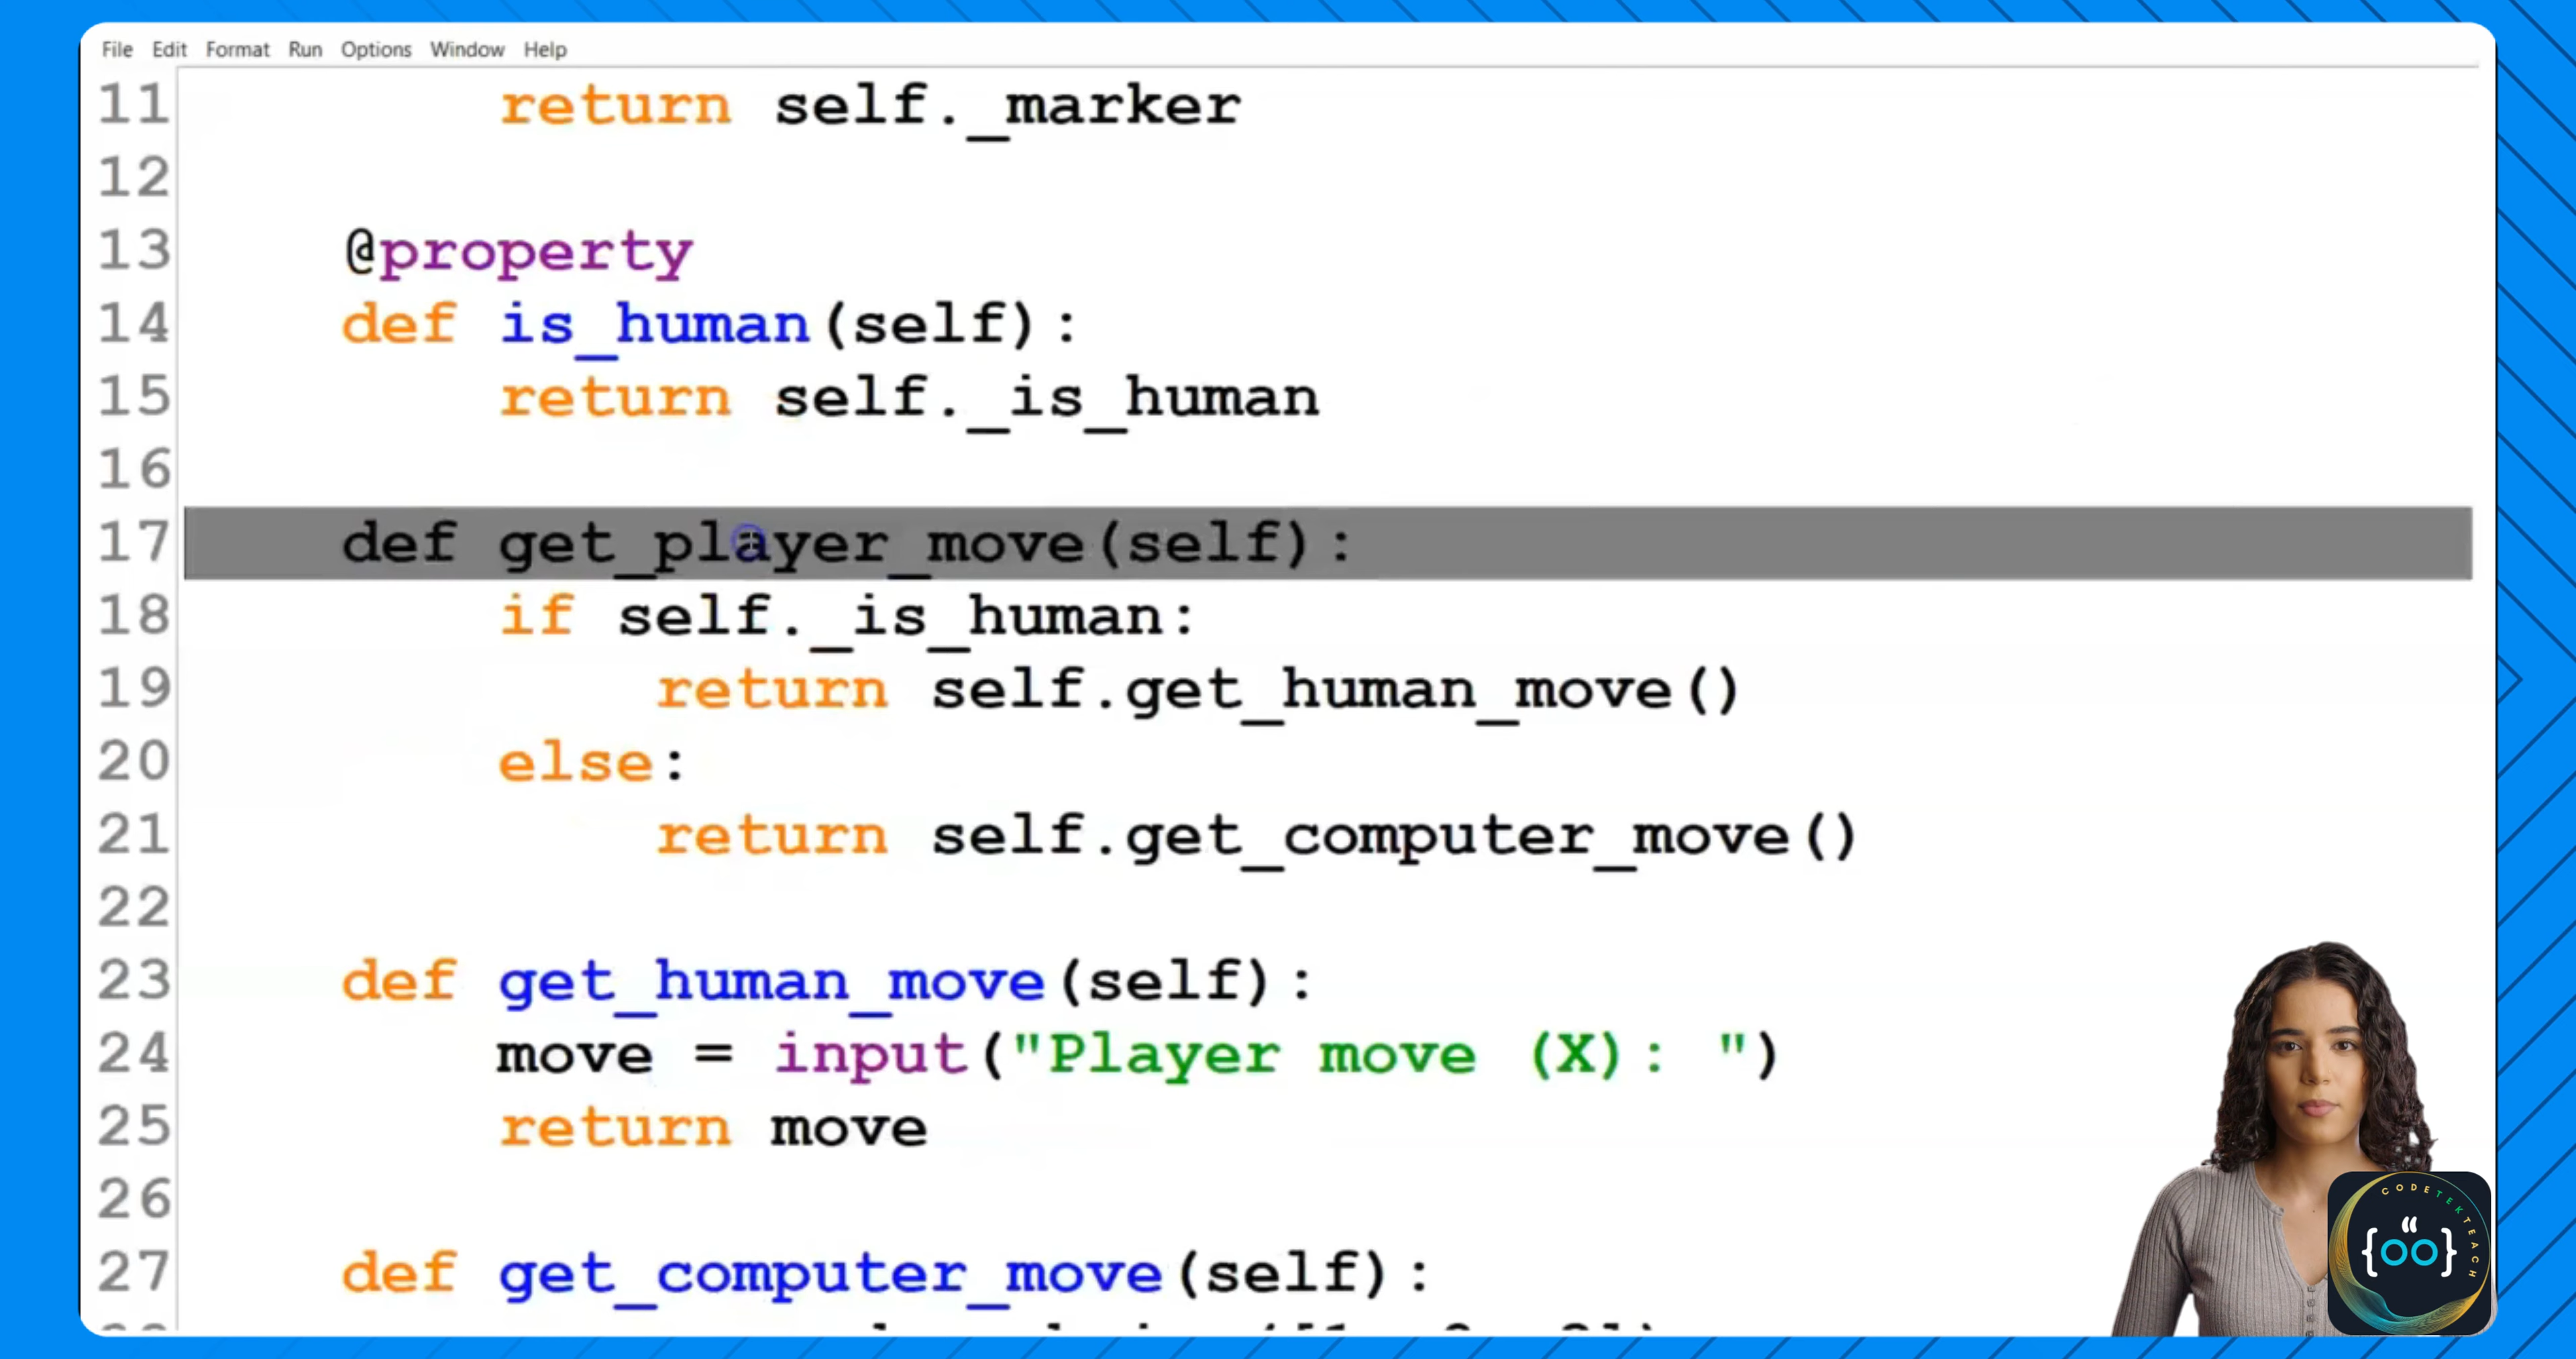 File Edit Format Run Options Window Help
11 return self._marker
12
13 @property
14 def is_human(self):
15 return self._is_human
16
17 def get_player_move(self):
18 if self._is_human:
19 return self.get_human_move()
20 else:
21 return self.get_computer_move()
22
23 def get_human_move(self):
24 move = input("Player move (X): ")
25 return move
26
27 def get_computer_move(self):
CODETEKTEACH
{oo}